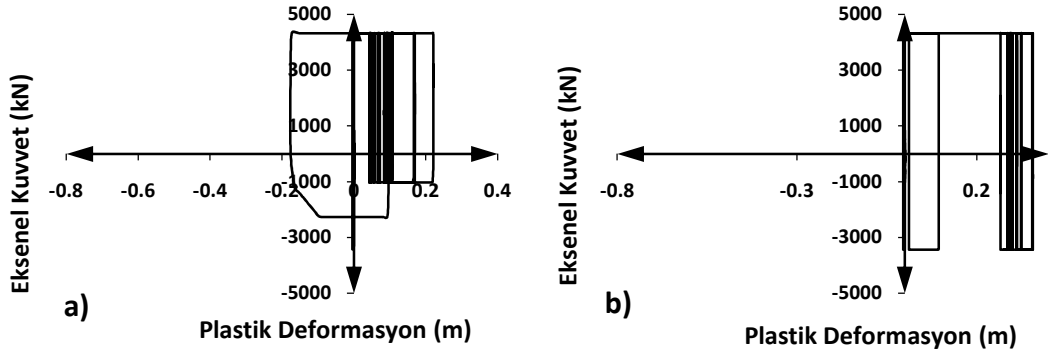 5000
3000
1000
-0.8 -0.6 -0.4 -0.2 0 0.2 0.4
-1000
-3000
-5000
Eksenel Kuvvet (kN)
a)
Plastik Deformasyon (m)
5000
3000
1000
-0.8 -0.3 0.2
-1000
-3000
-5000
Eksenel Kuvvet (kN)
b)
Plastik Deformasyon (m)